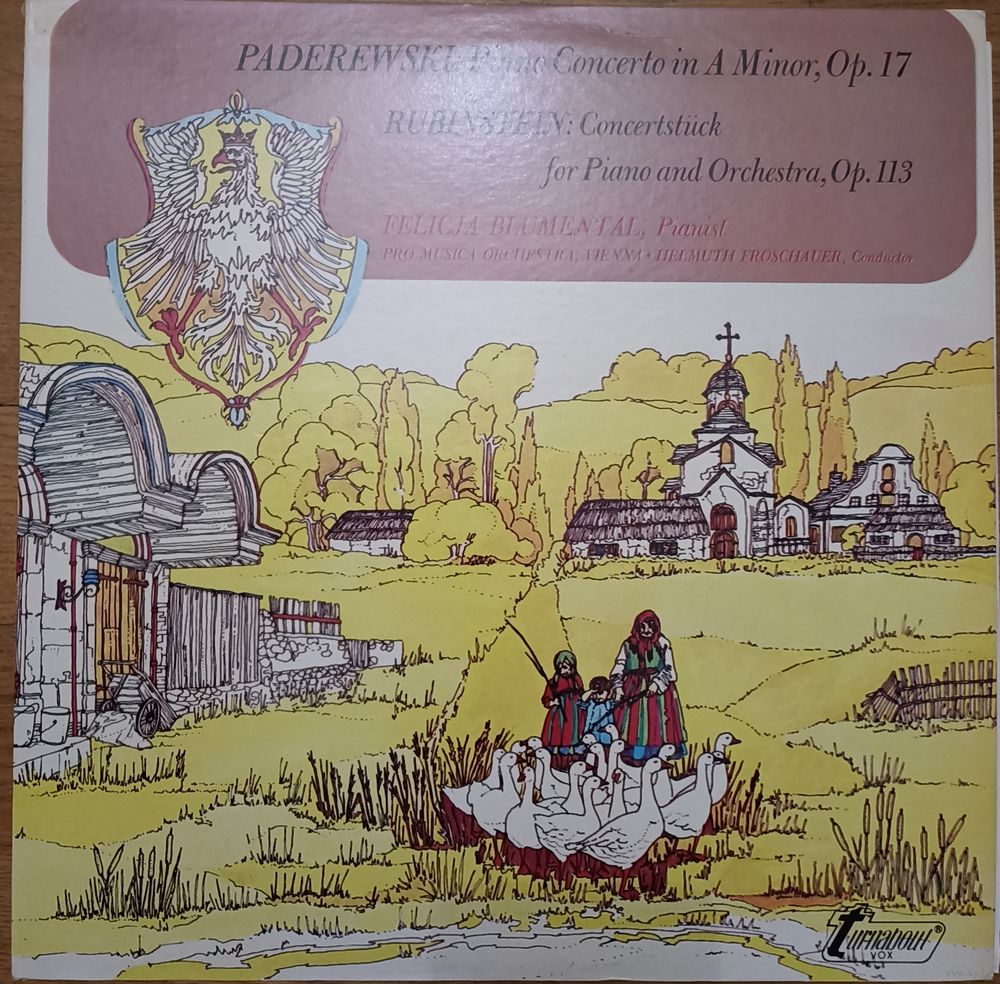 PADEREWSKI: Piano Concerto in A Minor, Op. 17
RUBINSTEIN: Concertstück
for Piano and Orchestra, Op. 113
FELICJA BLUMENTAL, Pianist
PRO MUSICA ORCHESTRA, VIENNA • HELLMUTH FROSCHAUER, Conductor
turnabout®
VOX